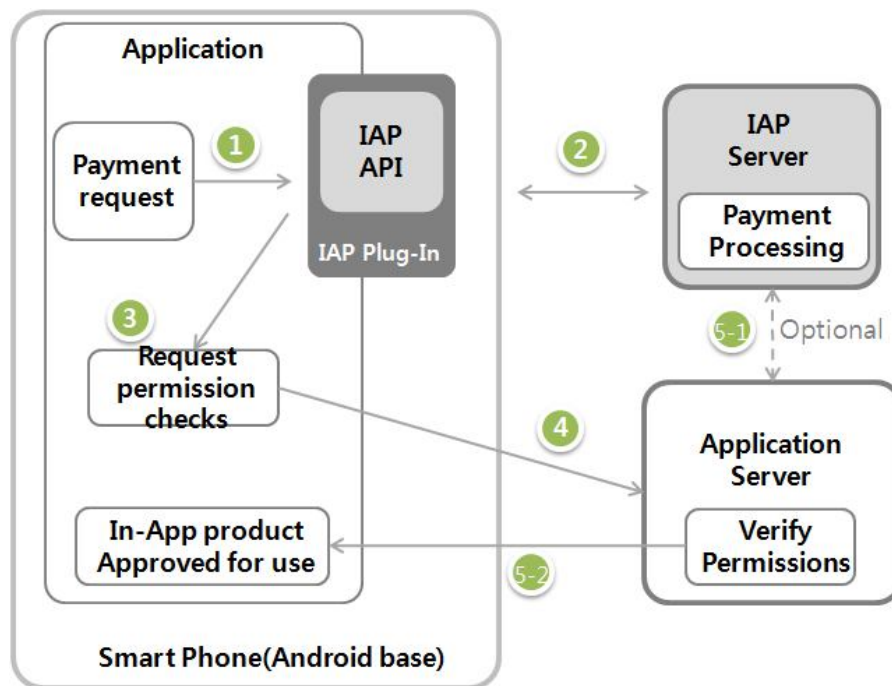 Application
Payment
request
1
IAP
API
IAP Plug-In
2
IAP
Server
Payment
Processing
3
Request
permission
checks
4
5-1
Optional
Application
Server
Verify
Permissions
In-App product
Approved for use
5-2
Smart Phone(Android base)